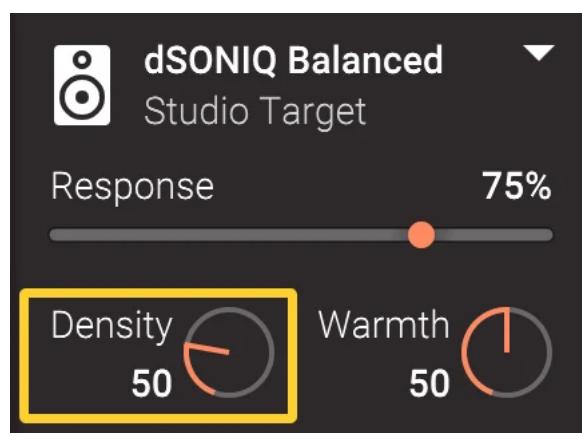 dSONIQ Balanced
Studio Target
Response 75%
Density Warmth
50 50